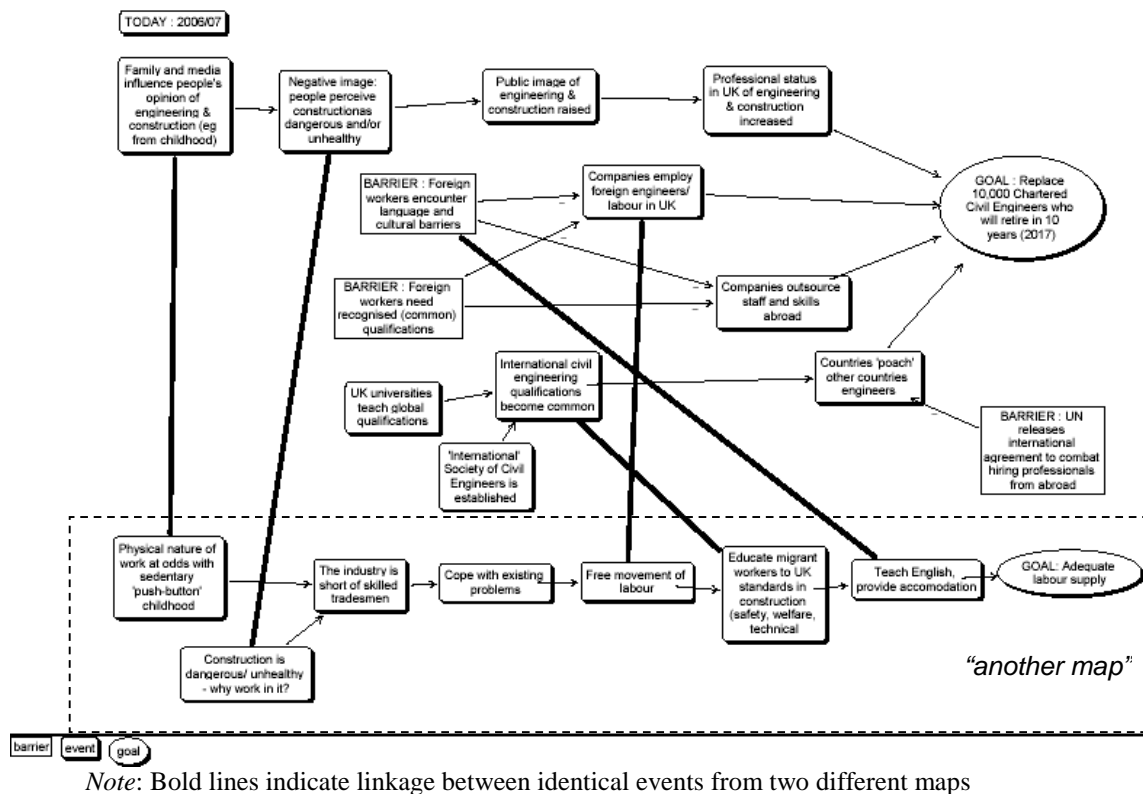 TODAY : 2006/07
Family and media
influence people's
opinion of
engineering &
construction (eg
from childhood)
Negative image:
people perceive
constructionas
dangerous and/or
unhealthy
Public image of
engineering &
construction raised
Professional status
in UK of engineering
& construction
increased
BARRIER : Foreign
workers encounter
language and
cultural barriers
Companies employ
foreign engineers/
labour in UK
GOAL : Replace
10,000 Chartered
Civil Engineers who
will retire in 10
years (2017)
BARRIER : Foreign
workers need
recognised (common)
qualifications
Companies outsource
staff and skills
abroad
International civil
engineering
qualifications
become common
Countries 'poach'
other countries
engineers
UK universities
teach global
qualifications
BARRIER : UN
releases
international
agreement to combat
hiring professionals
from abroad
'International'
Society of Civil
Engineers is
established
Physical nature of
work at odds with
sedentary
'push-button'
childhood
The industry is
short of skilled
tradesmen
Cope with existing
problems
Free movement of
labour
Educate migrant
workers to UK
standards in
construction
(safety, welfare,
technical
Teach English,
provide accomodation
GOAL: Adequate
labour supply
Construction is
dangerous/ unhealthy
- why work in it?
"another map"
barrier
event
goal
Note: Bold lines indicate linkage between identical events from two different maps